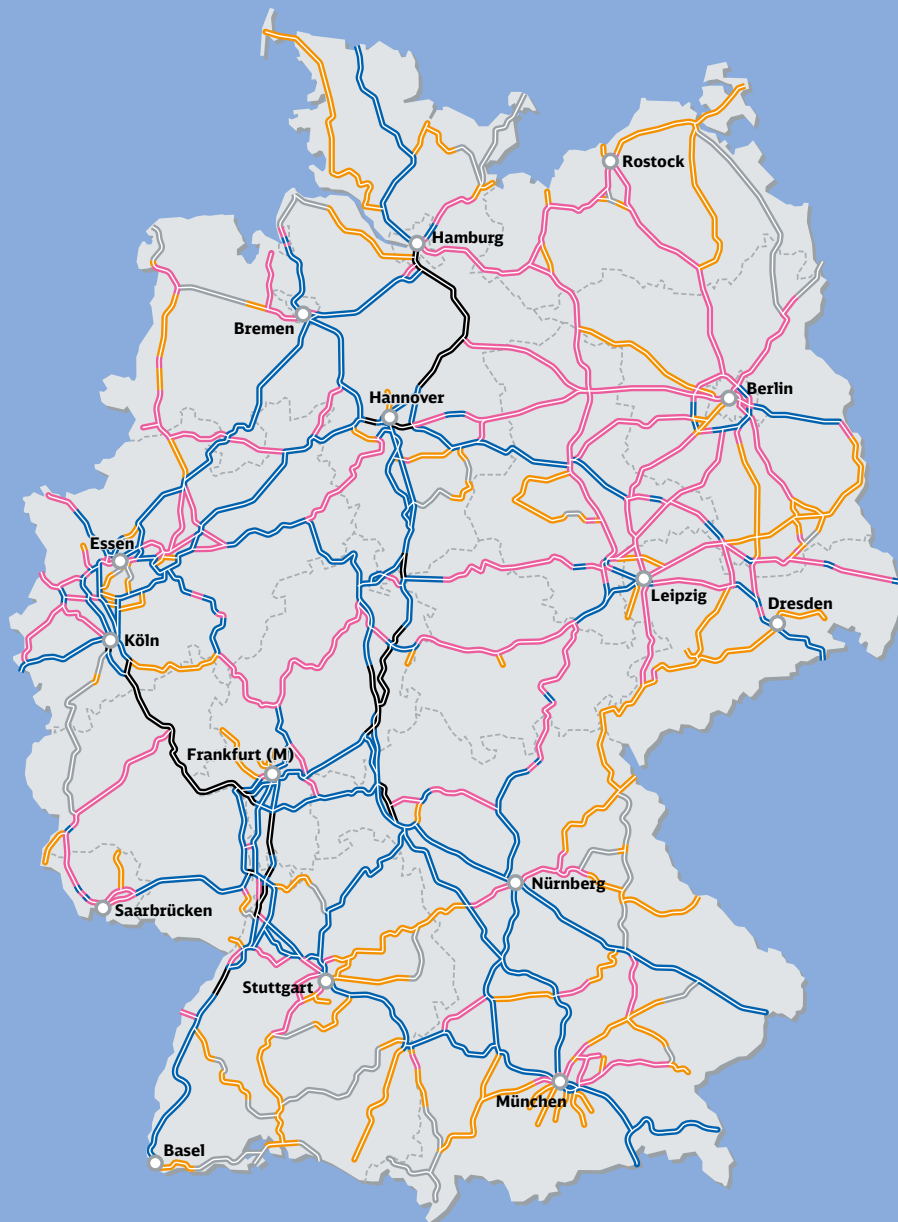 Rostock
Hamburg
Bremen
Berlin
Hannover
Essen
Leipzig
Dresden
Köln
Frankfurt (M)
Nürnberg
Saarbrücken
Stuttgart
München
Basel